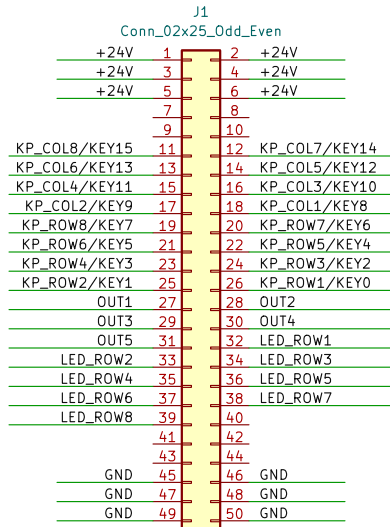 J1
Conn_02x25_Odd_Even
+24V 1 2 +24V
+24V 3 4 +24V
+24V 5 6 +24V
7 8
9 10
KP_COL8/KEY15 11 12 KP_COL7/KEY14
KP_COL6/KEY13 13 14 KP_COL5/KEY12
KP_COL4/KEY11 15 16 KP_COL3/KEY10
KP_COL2/KEY9 17 18 KP_COL1/KEY8
KP_ROW8/KEY7 19 20 KP_ROW7/KEY6
KP_ROW6/KEY5 21 22 KP_ROW5/KEY4
KP_ROW4/KEY3 23 24 KP_ROW3/KEY2
KP_ROW2/KEY1 25 26 KP_ROW1/KEY0
OUT1 27 28 OUT2
OUT3 29 30 OUT4
OUT5 31 32 LED_ROW1
LED_ROW2 33 34 LED_ROW3
LED_ROW4 35 36 LED_ROW5
LED_ROW6 37 38 LED_ROW7
LED_ROW8 39 40
41 42
43 44
GND 45 46 GND
GND 47 48 GND
GND 49 50 GND